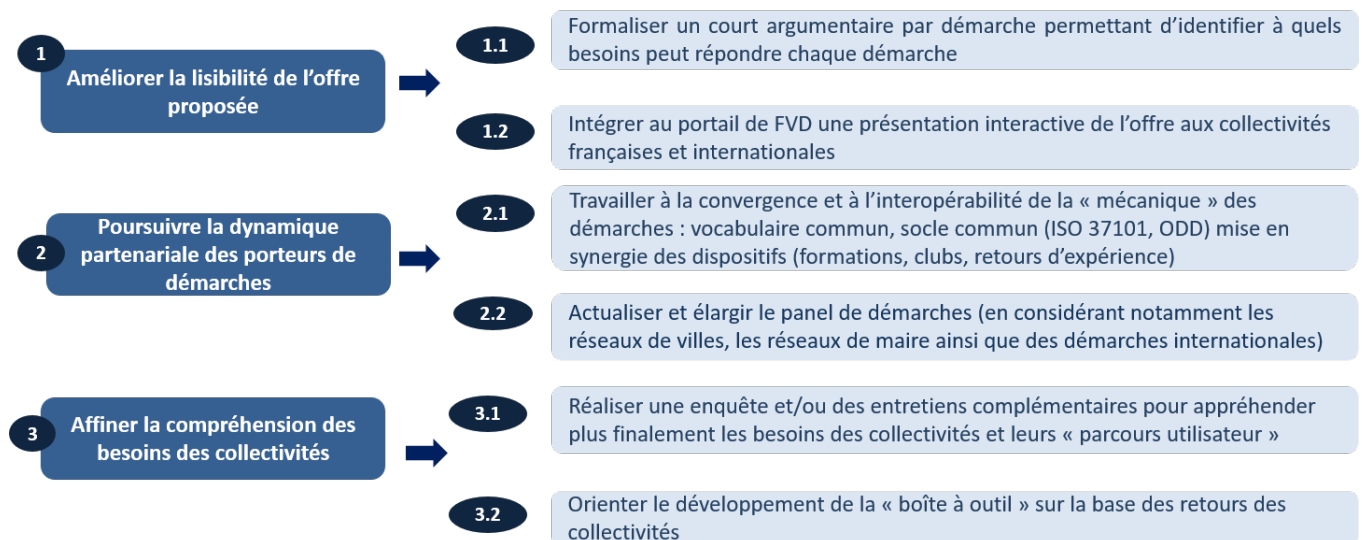 1
Améliorer la lisibilité de l’offre
proposée
1.1
Formaliser un court argumentaire par démarche permettant d’identifier à quels
besoins peut répondre chaque démarche
1.2
Intégrer au portail de FVD une présentation interactive de l’offre aux collectivités
françaises et internationales
2
Poursuivre la dynamique
partenariale des porteurs de
démarches
2.1
Travailler à la convergence et à l’interopérabilité de la « mécanique » des
démarches : vocabulaire commun, socle commun (ISO 37101, ODD) mise en
synergie des dispositifs (formations, clubs, retours d’expérience)
2.2
Actualiser et élargir le panel de démarches (en considérant notamment les
réseaux de villes, les réseaux de maire ainsi que des démarches internationales)
3
Affiner la compréhension des
besoins des collectivités
3.1
Réaliser une enquête et/ou des entretiens complémentaires pour appréhender
plus finalement les besoins des collectivités et leurs « parcours utilisateur »
3.2
Orienter le développement de la « boîte à outil » sur la base des retours des
collectivités